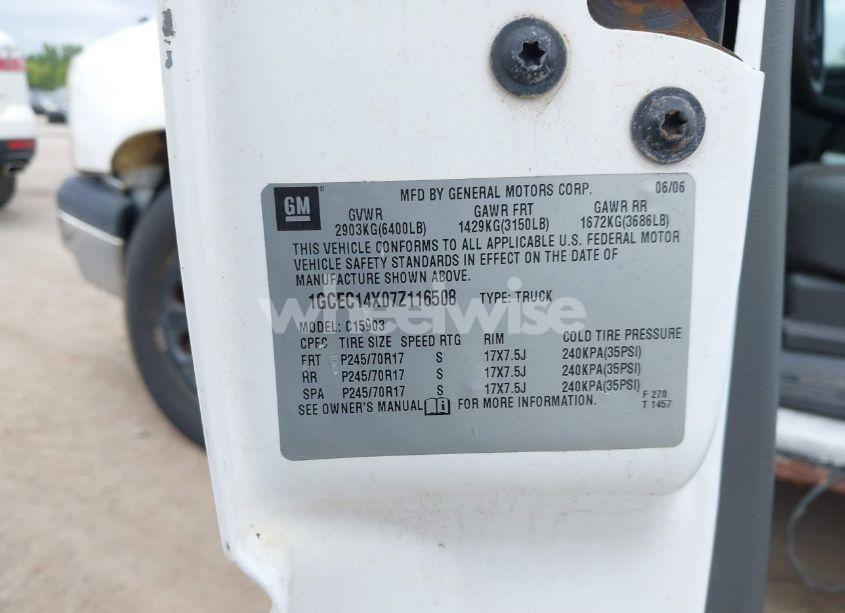 GM
MFD BY GENERAL MOTORS CORP. 06/06
GVWR GAWR FRT GAWR RR
2903KG(6400LB) 1429KG(3150LB) 1672KG(3686LB)
THIS VEHICLE CONFORMS TO ALL APPLICABLE U.S. FEDERAL MOTOR
VEHICLE SAFETY STANDARDS IN EFFECT ON THE DATE OF
MANUFACTURE SHOWN ABOVE.
1GCEC14X07Z116508 TYPE: TRUCK
wheelwise
MODEL: C15903
CPEC TIRE SIZE SPEED RTG RIM COLD TIRE PRESSURE
FRT P245/70R17 S 17X7.5J 240KPA(35PSI)
RR P245/70R17 S 17X7.5J 240KPA(35PSI)
SPA P245/70R17 S 17X7.5J 240KPA(35PSI)
SEE OWNER'S MANUAL FOR MORE INFORMATION.
F 270
T 1457